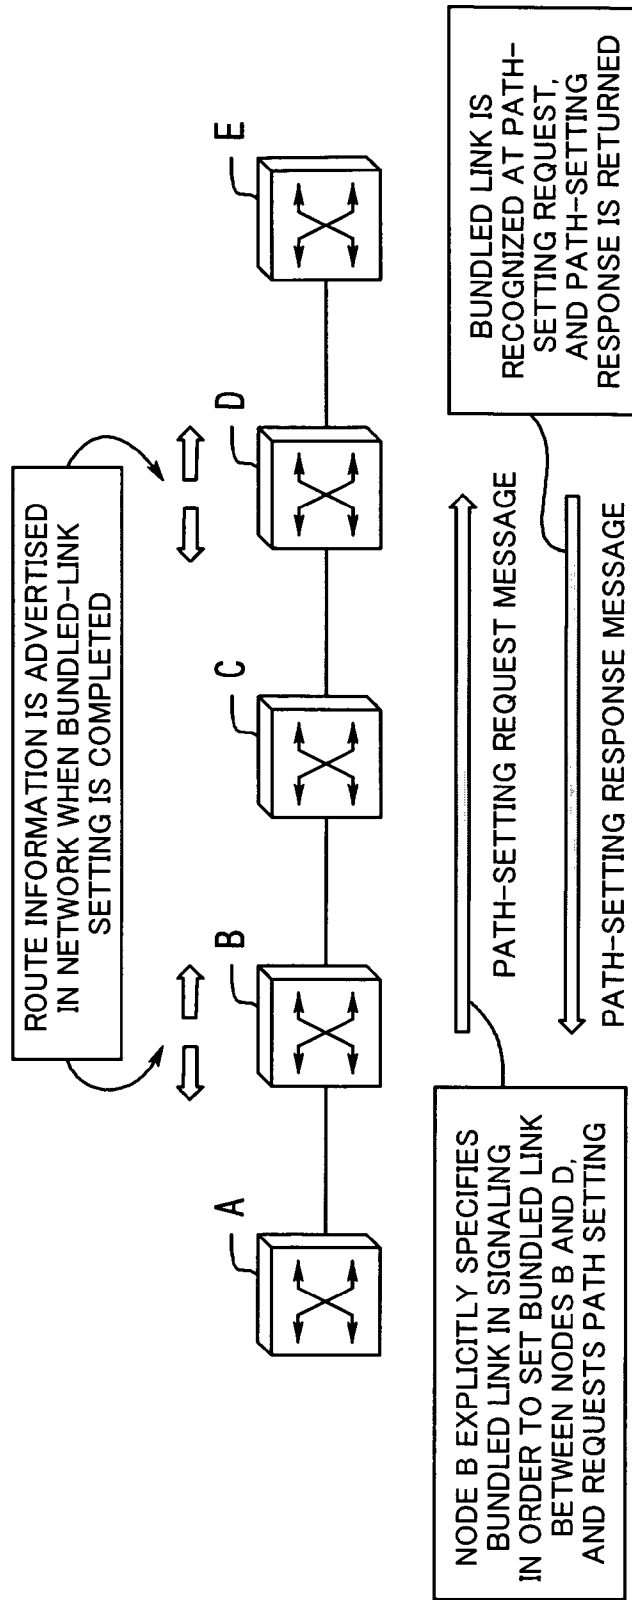 ROUTE INFORMATION IS ADVERTISED
IN NETWORK WHEN BUNDLED-LINK
SETTING IS COMPLETED
A
B
C
D
E
NODE B EXPLICITLY SPECIFIES
BUNDLED LINK IN SIGNALING
IN ORDER TO SET BUNDLED LINK
BETWEEN NODES B AND D,
AND REQUESTS PATH SETTING
PATH-SETTING REQUEST MESSAGE
PATH-SETTING RESPONSE MESSAGE
BUNDLED LINK IS
RECOGNIZED AT PATH-
SETTING REQUEST,
AND PATH-SETTING
RESPONSE IS RETURNED